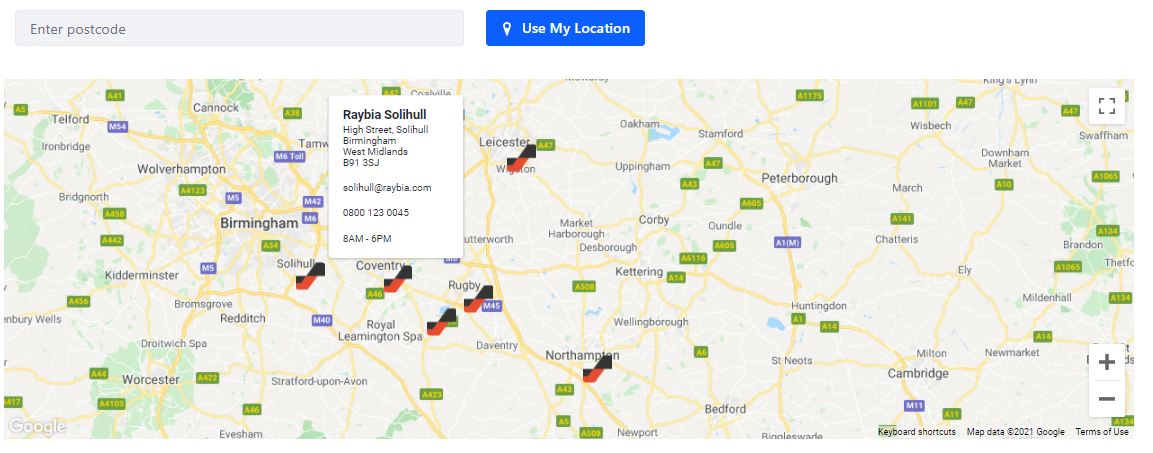 Enter postcode
Use My Location
Mowbray
King's Lynn
A41
Cannock
Coalville
A1175
A1101
A47
A5
Telford
M54
A38
Raybia Solihull
High Street, Solihull
Birmingham
West Midlands
B91 3SJ
solihull@raybia.com
0800 123 0045
8AM - 6PM
Oakham
Stamford
Wisbech
A47
Swaffham
Ironbridge
Leicester
A47
Wolverhampton
M6 Toll
Wigston
Uppingham
A47
Downham
Market
A1065
Peterborough
A43
March
A10
Bridgnorth
A4123
M5
M42
A605
A458
Birmingham
M6
Market
Harborough
Corby
Oundle
A141
A134
A442
A34
Lutterworth
Desborough
A605
A1(M)
Chatteris
Brandon
A6116
Kidderminster
M5
Solihull
Coventry
M6
Kettering
A14
Ely
A1065
Rugby
A508
A456
Bromsgrove
A46
M45
Huntingdon
Mildenhall
A134
Redditch
M40
Royal
Leamington Spa
Wellingborough
A1
A14
A14
Droitwich Spa
Daventry
Northampton
A6
St Neots
Milton
Newmarket
A44
Worcester
A422
Stratford-upon-Avon
Cambridge
A417
A4103
A46
A423
A43
Bedford
M11
A11
Evesham
A5
A508
Newport
Biggleswade
Google
Keyboard shortcuts
Map data ©2021 Google
Terms of Use